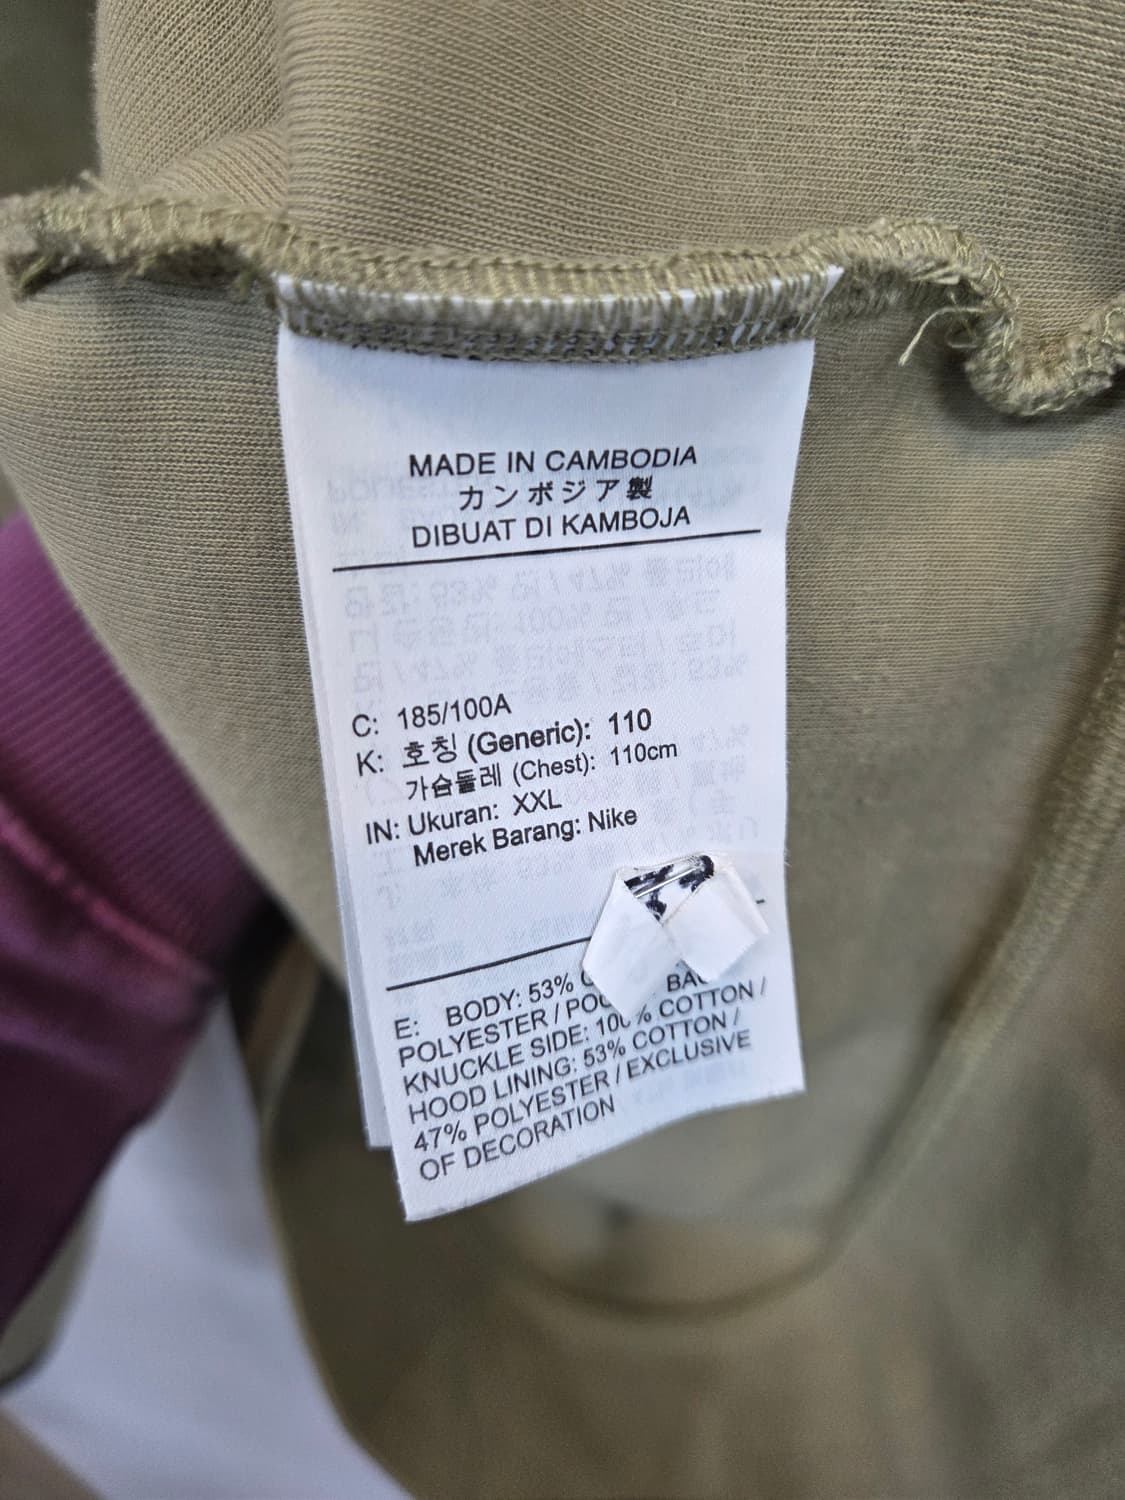 MADE IN CAMBODIA
カンボジア製
DIBUAT DI KAMBOJA
C: 185/100A
K: 호칭 (Generic): 110
가슴둘레 (Chest): 110cm
IN: Ukuran: XXL
Merek Barang: Nike
E: BODY: 53%
POLYESTER /
KNUCKLE SIDE: 100% COTTON /
HOOD LINING: 53% COTTON /
47% POLYESTER / EXCLUSIVE
OF DECORATION